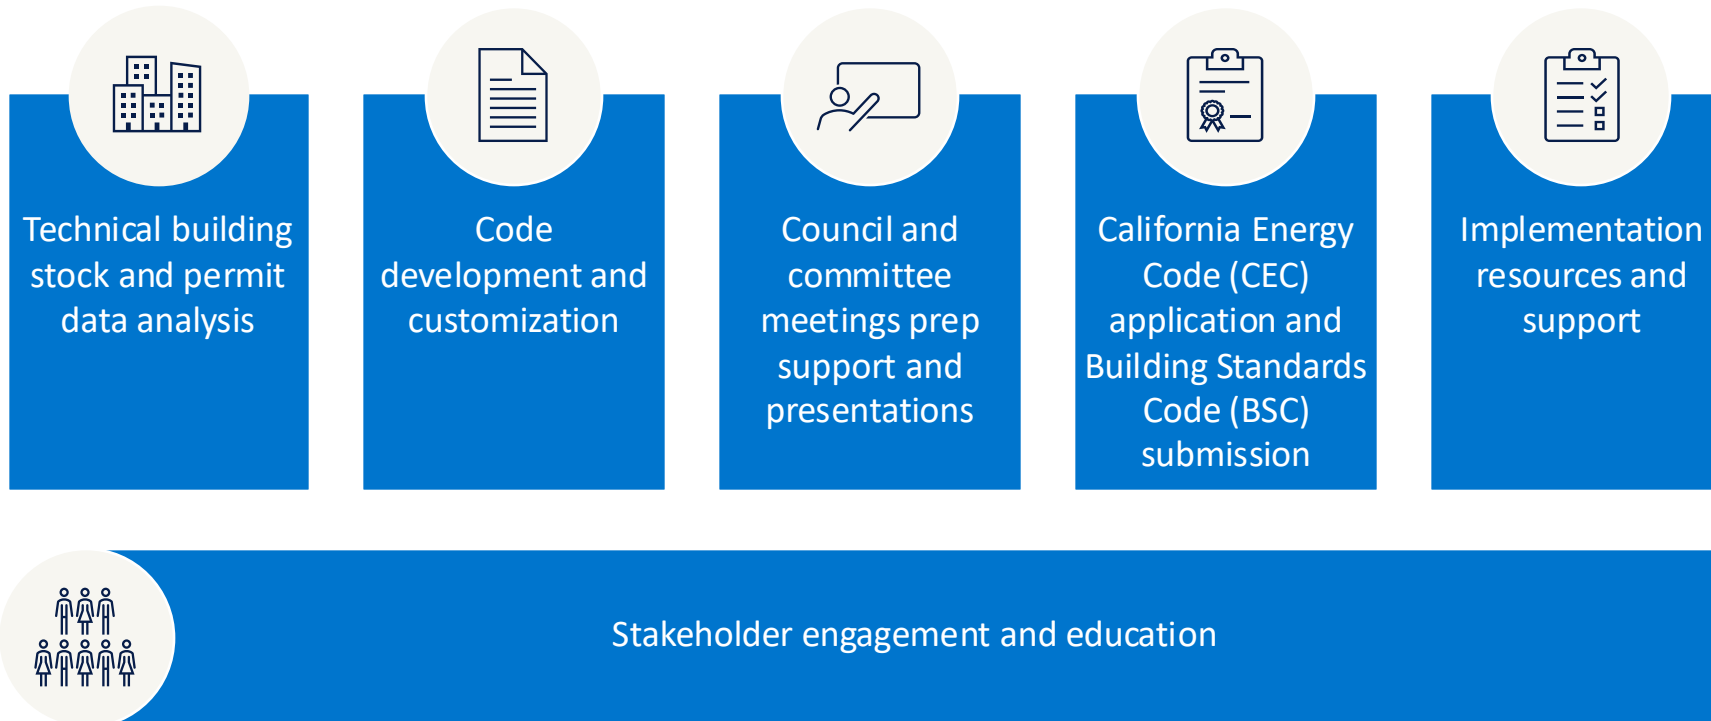 Technical building
stock and permit
data analysis
Code
development and
customization
Council and
committee
meetings prep
support and
presentations
California Energy
Code (CEC)
application and
Building Standards
Code (BSC)
submission
Implementation
resources and
support
Stakeholder engagement and education